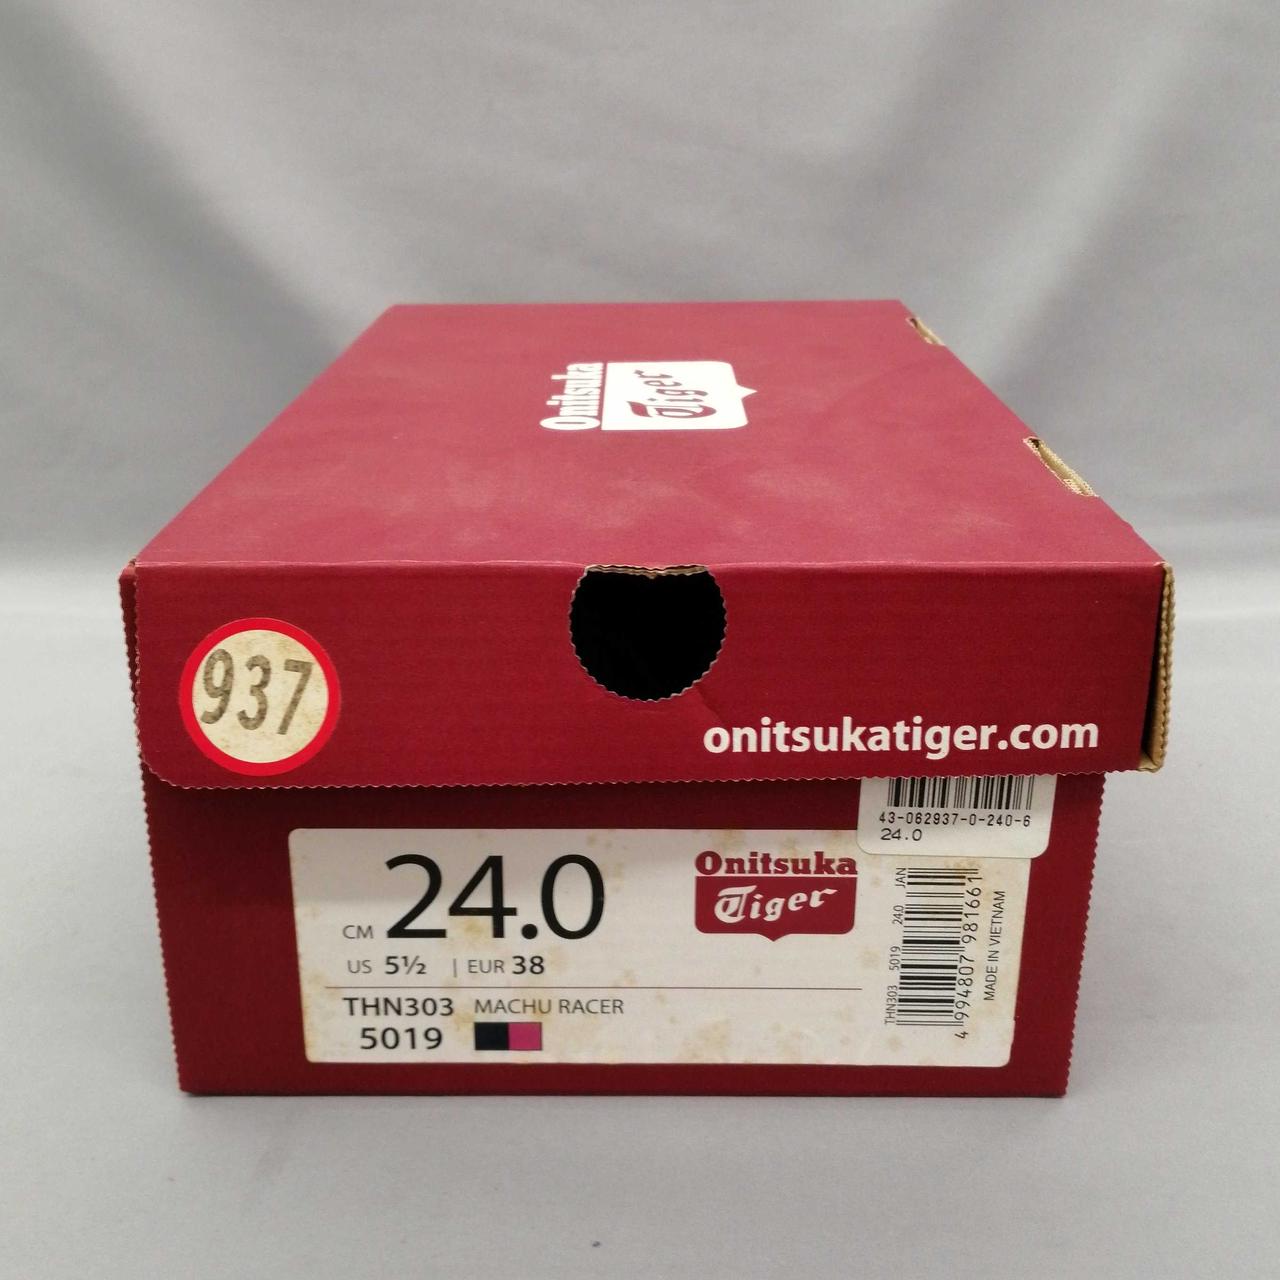 Onitsuka
Tiger
937
onitsukatiger.com
43-062937-0-240-6
24.0
CM 24.0
US 5½ | EUR 38
Onitsuka
Tiger
THN303 MACHU RACER
5019
THN303 5019 24.0 JAN
4 994807 981661
MADE IN VIETNAM